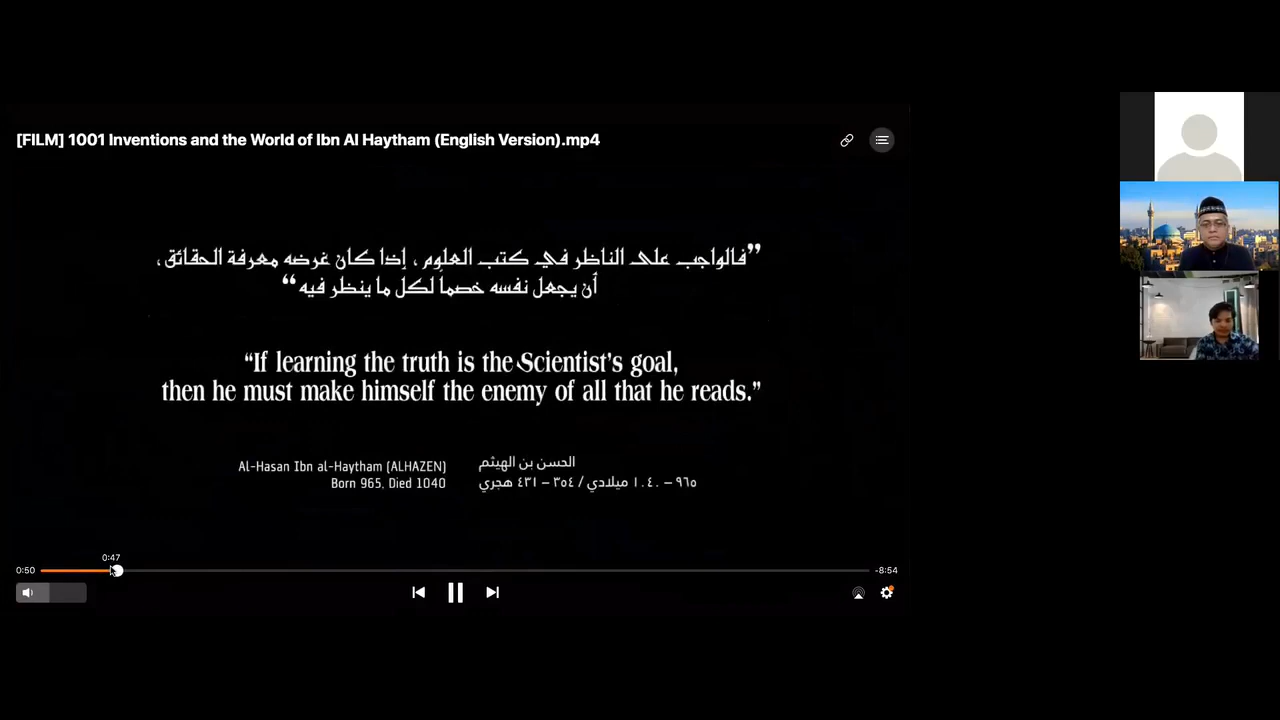 [FILM] 1001 Inventions and the World of Ibn Al Haytham (English Version).mp4
”فالواجب على الناظر في كتب العلوم ، إذا كان غرضه معرفة الحقائق ،
أن يجعل نفسه خصماً لكل ما ينظر فيه“
“If learning the truth is the Scientist’s goal,
then he must make himself the enemy of all that he reads.”
Al-Hasan Ibn al-Haytham (ALHAZEN)
Born 965, Died 1040
الحسن بن الهيثم
٩٦٥ – ١٠٤٠ ميلادي / ٣٥٤ – ٤٣١ هجري
0:47
0:50
-8:54